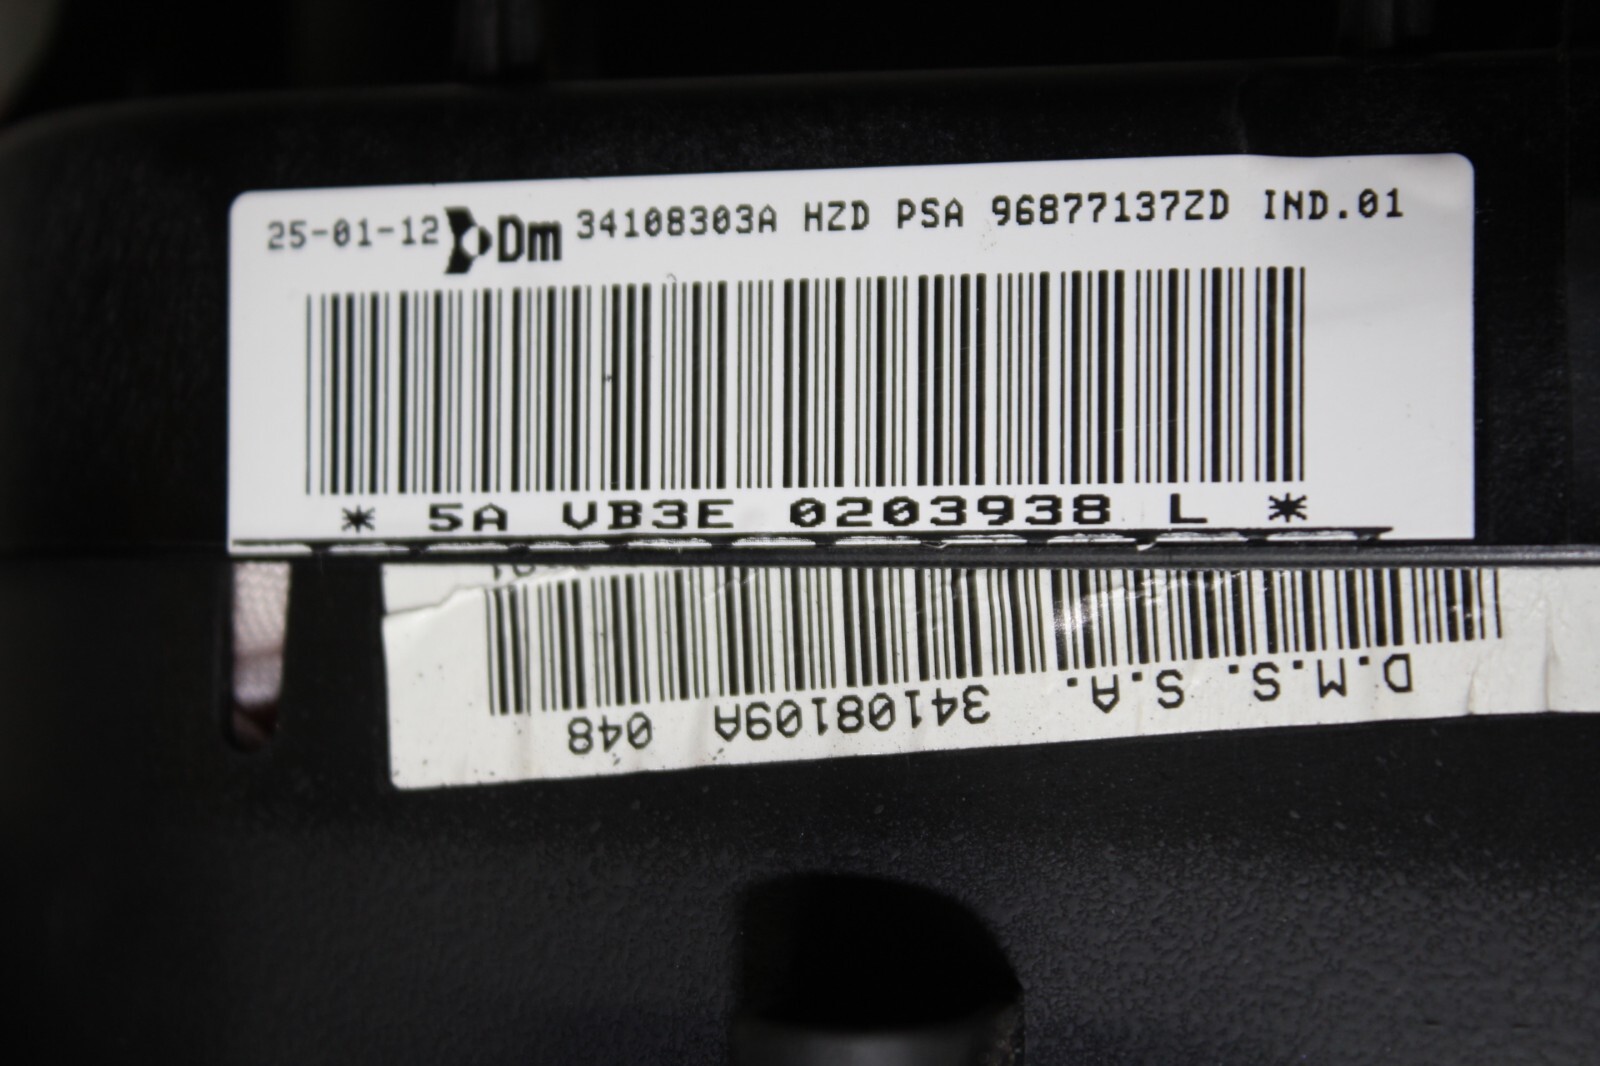 25-01-12 Dm 34108303A HZD PSA 96877137ZD IND.01
* 5A VB3E 0203938 L *
D.M.S. S.A. 34108109A 048